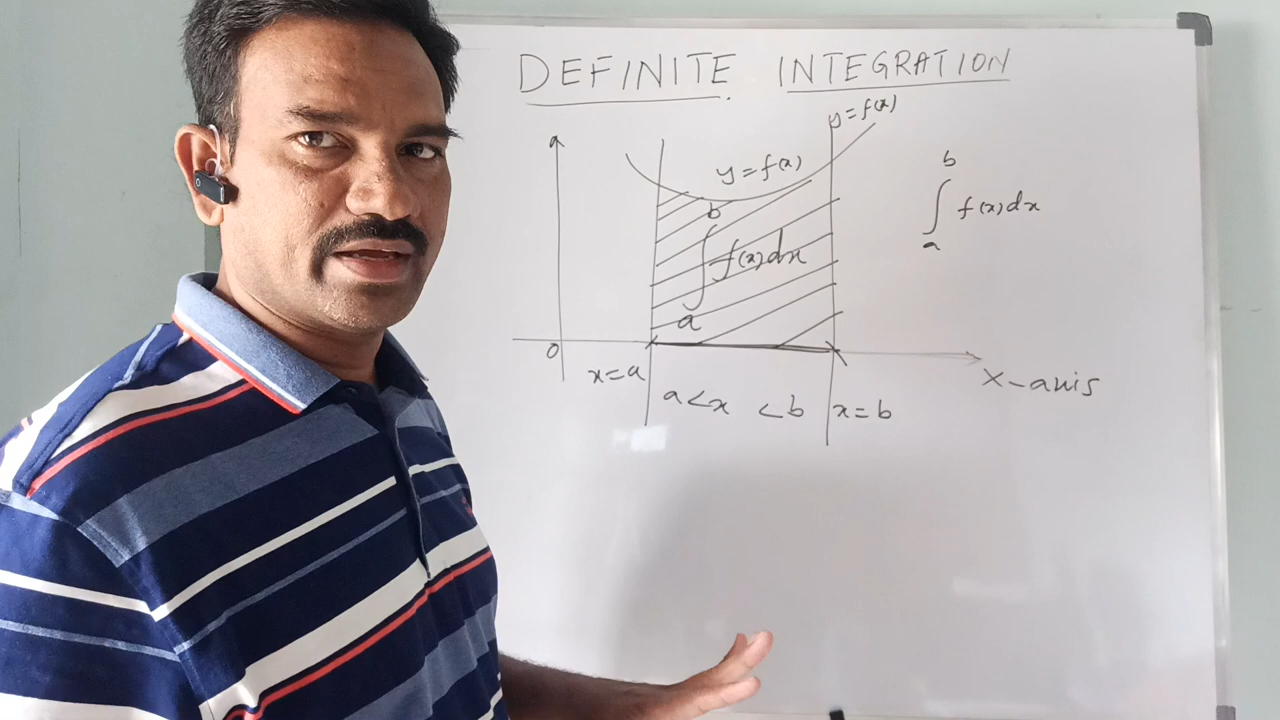 DEFINITE INTEGRATION
y=f(x)
y=f(x)
b
∫ f(x)dx
a
b
∫ f(x)dx
a
0
x=a
x-axis
a<x <b
x=b